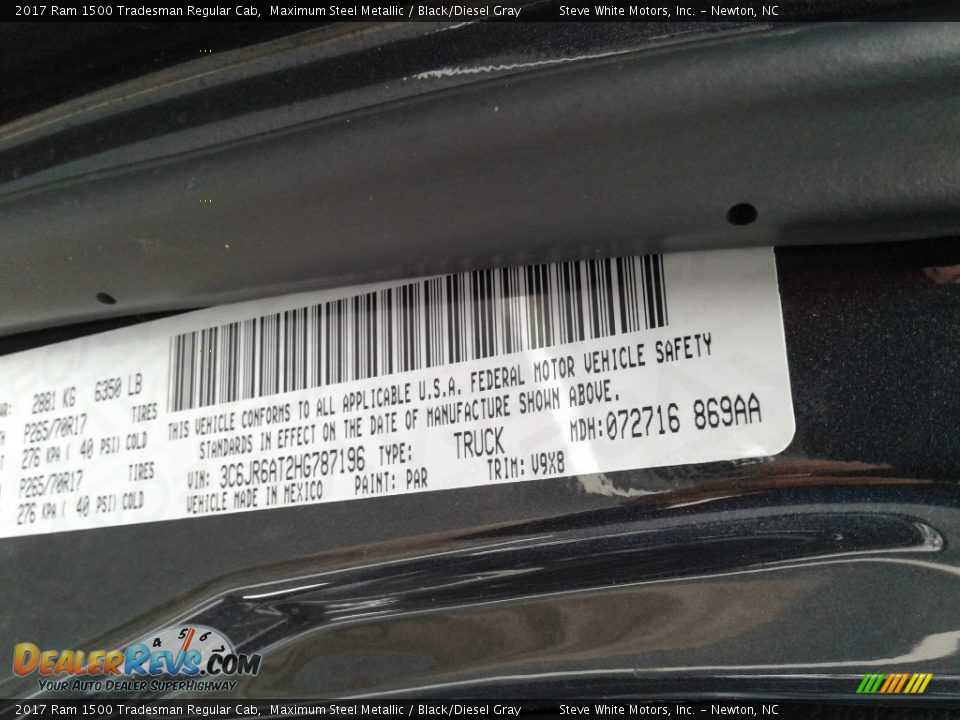 2017 Ram 1500 Tradesman Regular Cab, Maximum Steel Metallic / Black/Diesel Gray Steve White Motors, Inc. – Newton, NC
2881 KG 6350 LB
P265/70R17 TIRES
276 KPA ( 40 PSI) COLD
P265/70R17 TIRES
276 KPA ( 40 PSI) COLD
THIS VEHICLE CONFORMS TO ALL APPLICABLE U.S.A. FEDERAL MOTOR VEHICLE SAFETY
STANDARDS IN EFFECT ON THE DATE OF MANUFACTURE SHOWN ABOVE.
VIN: 3C6JR6AT2HG787196 TYPE: TRUCK MDH:072716 869AA
VEHICLE MADE IN MEXICO PAINT: PAR TRIM: V9X8
4 5 6 7
DEALERREVS.COM
YOUR AUTO DEALER SUPERHIGHWAY
2017 Ram 1500 Tradesman Regular Cab, Maximum Steel Metallic / Black/Diesel Gray Steve White Motors, Inc. – Newton, NC